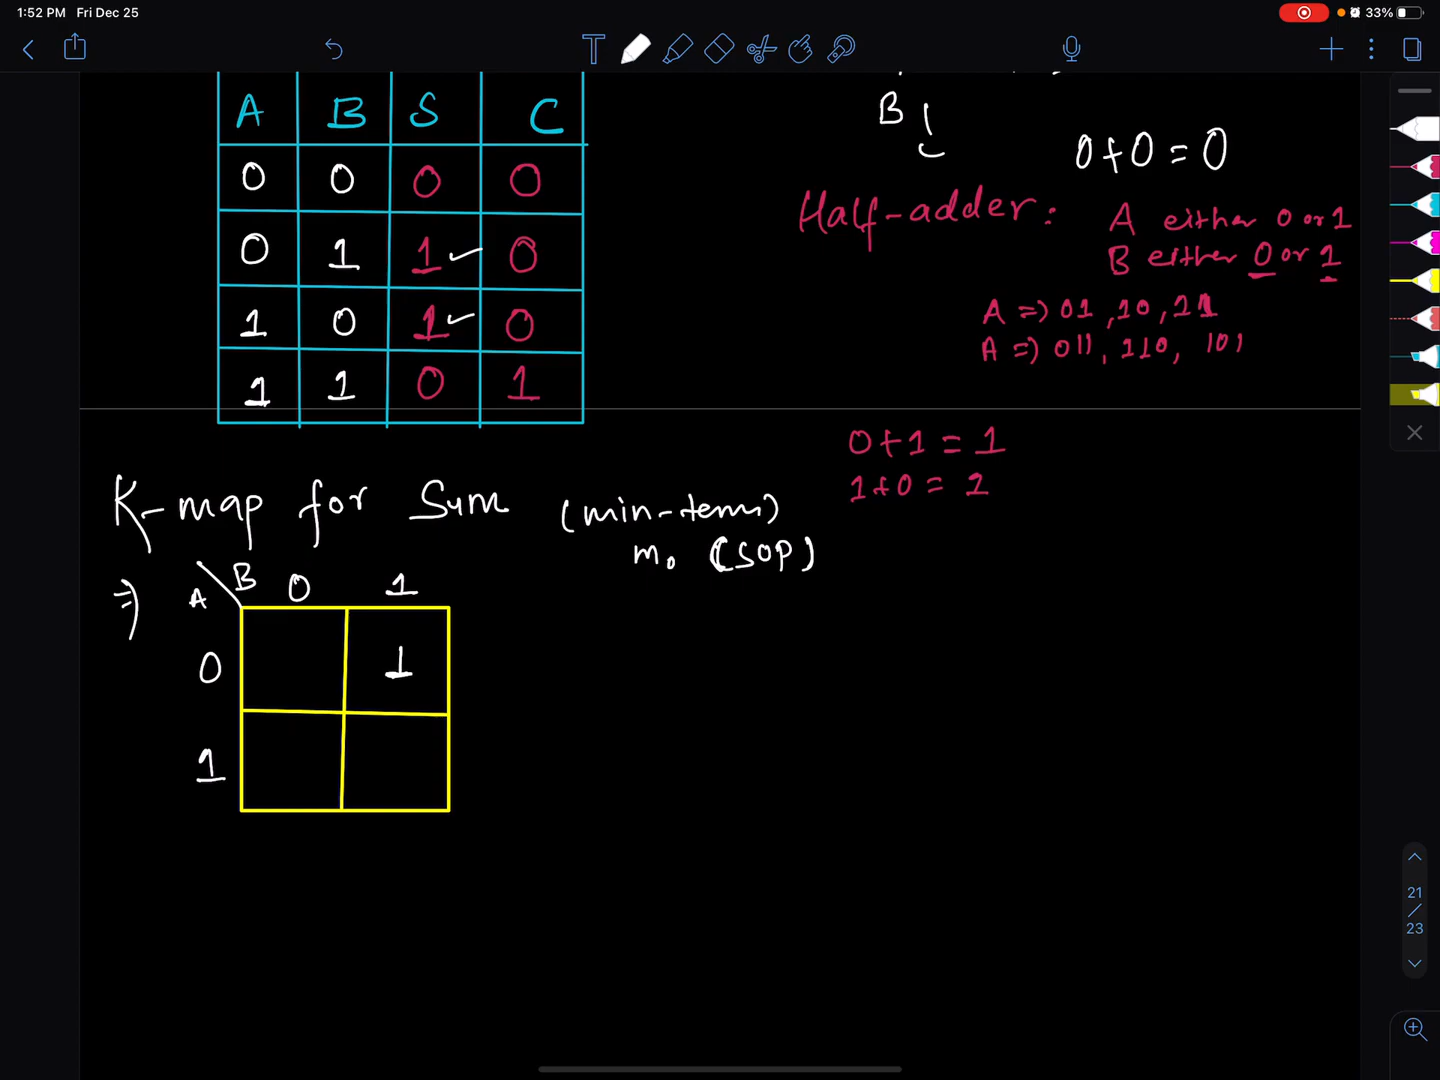 1:52 PM Fri Dec 25
33%
T
A B S C
0 0 0 0
0 1 1 0
1 0 1 0
1 1 0 1
B 1
0+0=0
Half-adder: A either 0 or 1
B either 0 or 1
A => 01, 10, 11
A => 011, 110, 101
0+1=1
1+0=1
K-map for Sum (min-term)
m0 (SOP)
=>
A B 0 1
0 1
1
21
/
23